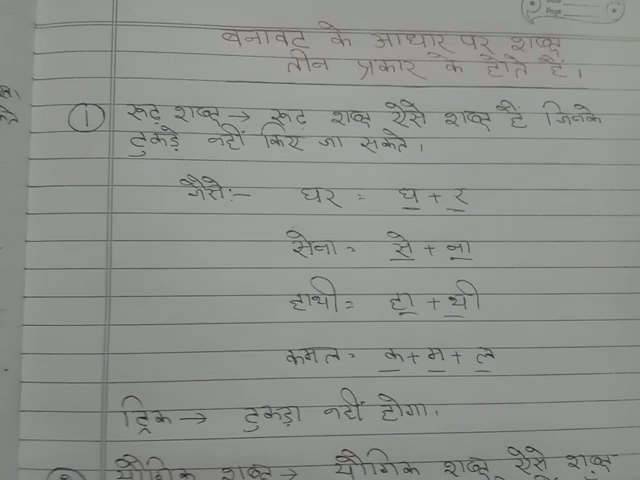 बनावट के आधार पर शब्द
तीन प्रकार के होते हैं।
① रूढ़ शब्द → रूढ़ शब्द ऐसे शब्द हैं जिनके
टुकड़े नहीं किए जा सकते।
जैसे:- घर = घ + र
सेना = से + ना
हाथी = हा + थी
कमल = क + म + ल
ट्रिक → टुकड़ा नहीं होगा।
यौगिक शब्द → यौगिक शब्द ऐसे शब्द